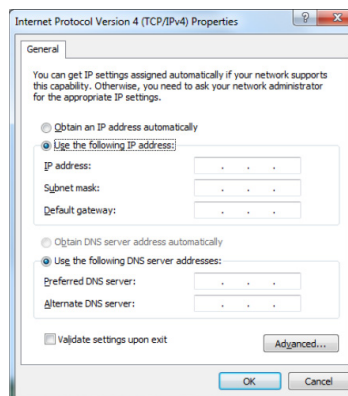 Internet Protocol Version 4 (TCP/IPv4) Properties
General
You can get IP settings assigned automatically if your network supports
this capability. Otherwise, you need to ask your network administrator
for the appropriate IP settings.
Obtain an IP address automatically
Use the following IP address:
IP address:
Subnet mask:
Default gateway:
Obtain DNS server address automatically
Use the following DNS server addresses:
Preferred DNS server:
Alternate DNS server:
Validate settings upon exit
Advanced...
OK Cancel